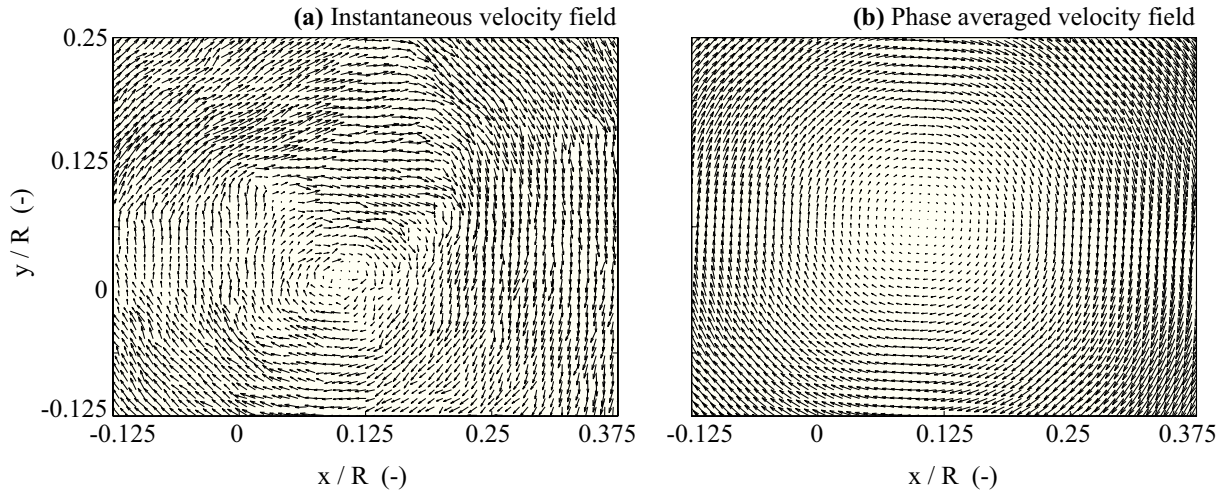 (a) Instantaneous velocity field
(b) Phase averaged velocity field
0.25
0.125
0
-0.125
y / R (-)
-0.125 0 0.125 0.25 0.375
x / R (-)
-0.125 0 0.125 0.25 0.375
x / R (-)